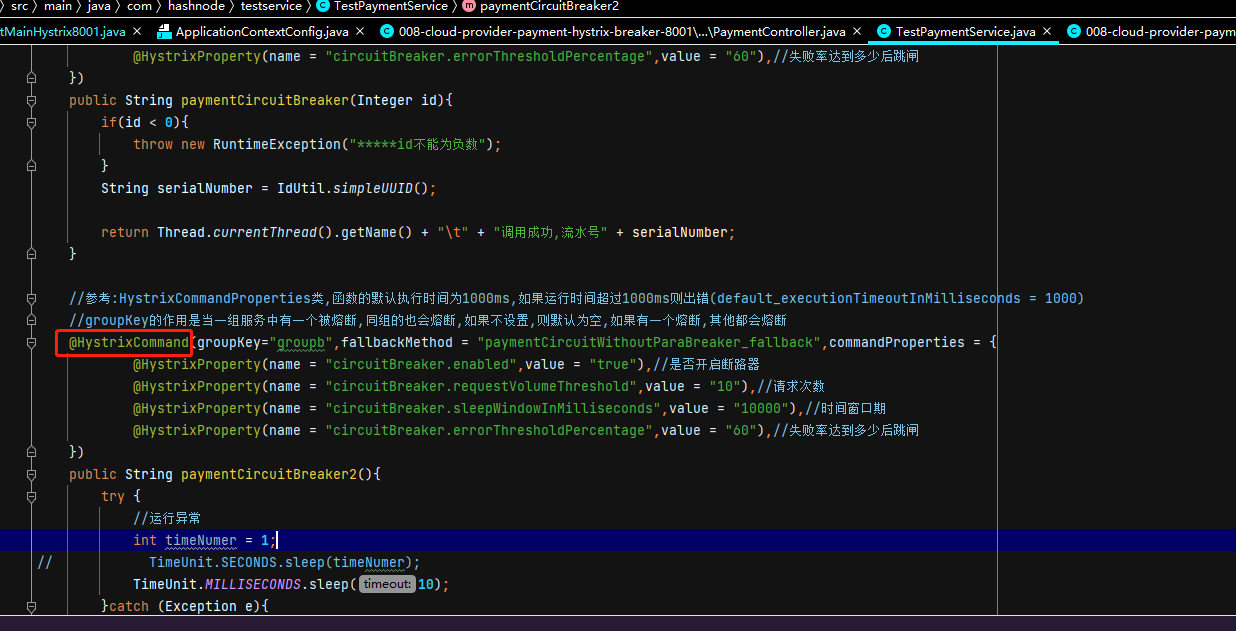 src > main > java > com > hashnode > testservice > TestPaymentService > paymentCircuitBreaker2
tMainHystrix8001.java × ApplicationContextConfig.java × 008-cloud-provider-payment-hystrix-breaker-8001\...\PaymentController.java × TestPaymentService.java × 008-cloud-provider-paym
@HystrixProperty(name = "circuitBreaker.errorThresholdPercentage",value = "60"),//失败率达到多少后跳闸
})
public String paymentCircuitBreaker(Integer id){
if(id < 0){
throw new RuntimeException("*****id不能为负数");
}
String serialNumber = IdUtil.simpleUUID();
return Thread.currentThread().getName() + "\t" + "调用成功,流水号" + serialNumber;
}
//参考:HystrixCommandProperties类,函数的默认执行时间为1000ms,如果运行时间超过1000ms则出错(default_executionTimeoutInMilliseconds = 1000)
//groupKey的作用是当一组服务中有一个被熔断,同组的也会熔断,如果不设置,则默认为空,如果有一个熔断,其他都会熔断
@HystrixCommand(groupKey="groupb",fallbackMethod = "paymentCircuitWithoutParaBreaker_fallback",commandProperties = {
@HystrixProperty(name = "circuitBreaker.enabled",value = "true"),//是否开启断路器
@HystrixProperty(name = "circuitBreaker.requestVolumeThreshold",value = "10"),//请求次数
@HystrixProperty(name = "circuitBreaker.sleepWindowInMilliseconds",value = "10000"),//时间窗口期
@HystrixProperty(name = "circuitBreaker.errorThresholdPercentage",value = "60"),//失败率达到多少后跳闸
})
public String paymentCircuitBreaker2(){
try {
//运行异常
int timeNumer = 1;
// TimeUnit.SECONDS.sleep(timeNumer);
TimeUnit.MILLISECONDS.sleep( timeout: 10);
}catch (Exception e){